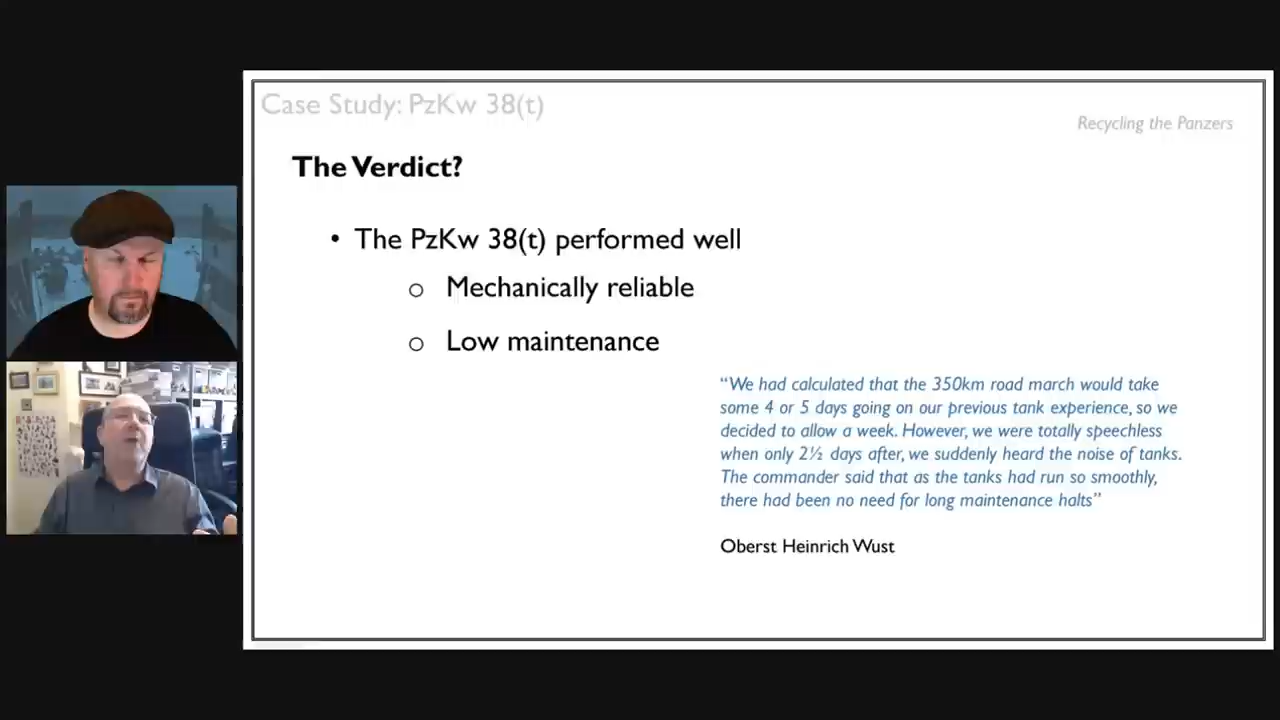 Case Study: PzKw 38(t)
Recycling the Panzers
The Verdict?
• The PzKw 38(t) performed well
o Mechanically reliable
o Low maintenance
“We had calculated that the 350km road march would take
some 4 or 5 days going on our previous tank experience, so we
decided to allow a week. However, we were totally speechless
when only 2½ days after, we suddenly heard the noise of tanks.
The commander said that as the tanks had run so smoothly,
there had been no need for long maintenance halts”
Oberst Heinrich Wust